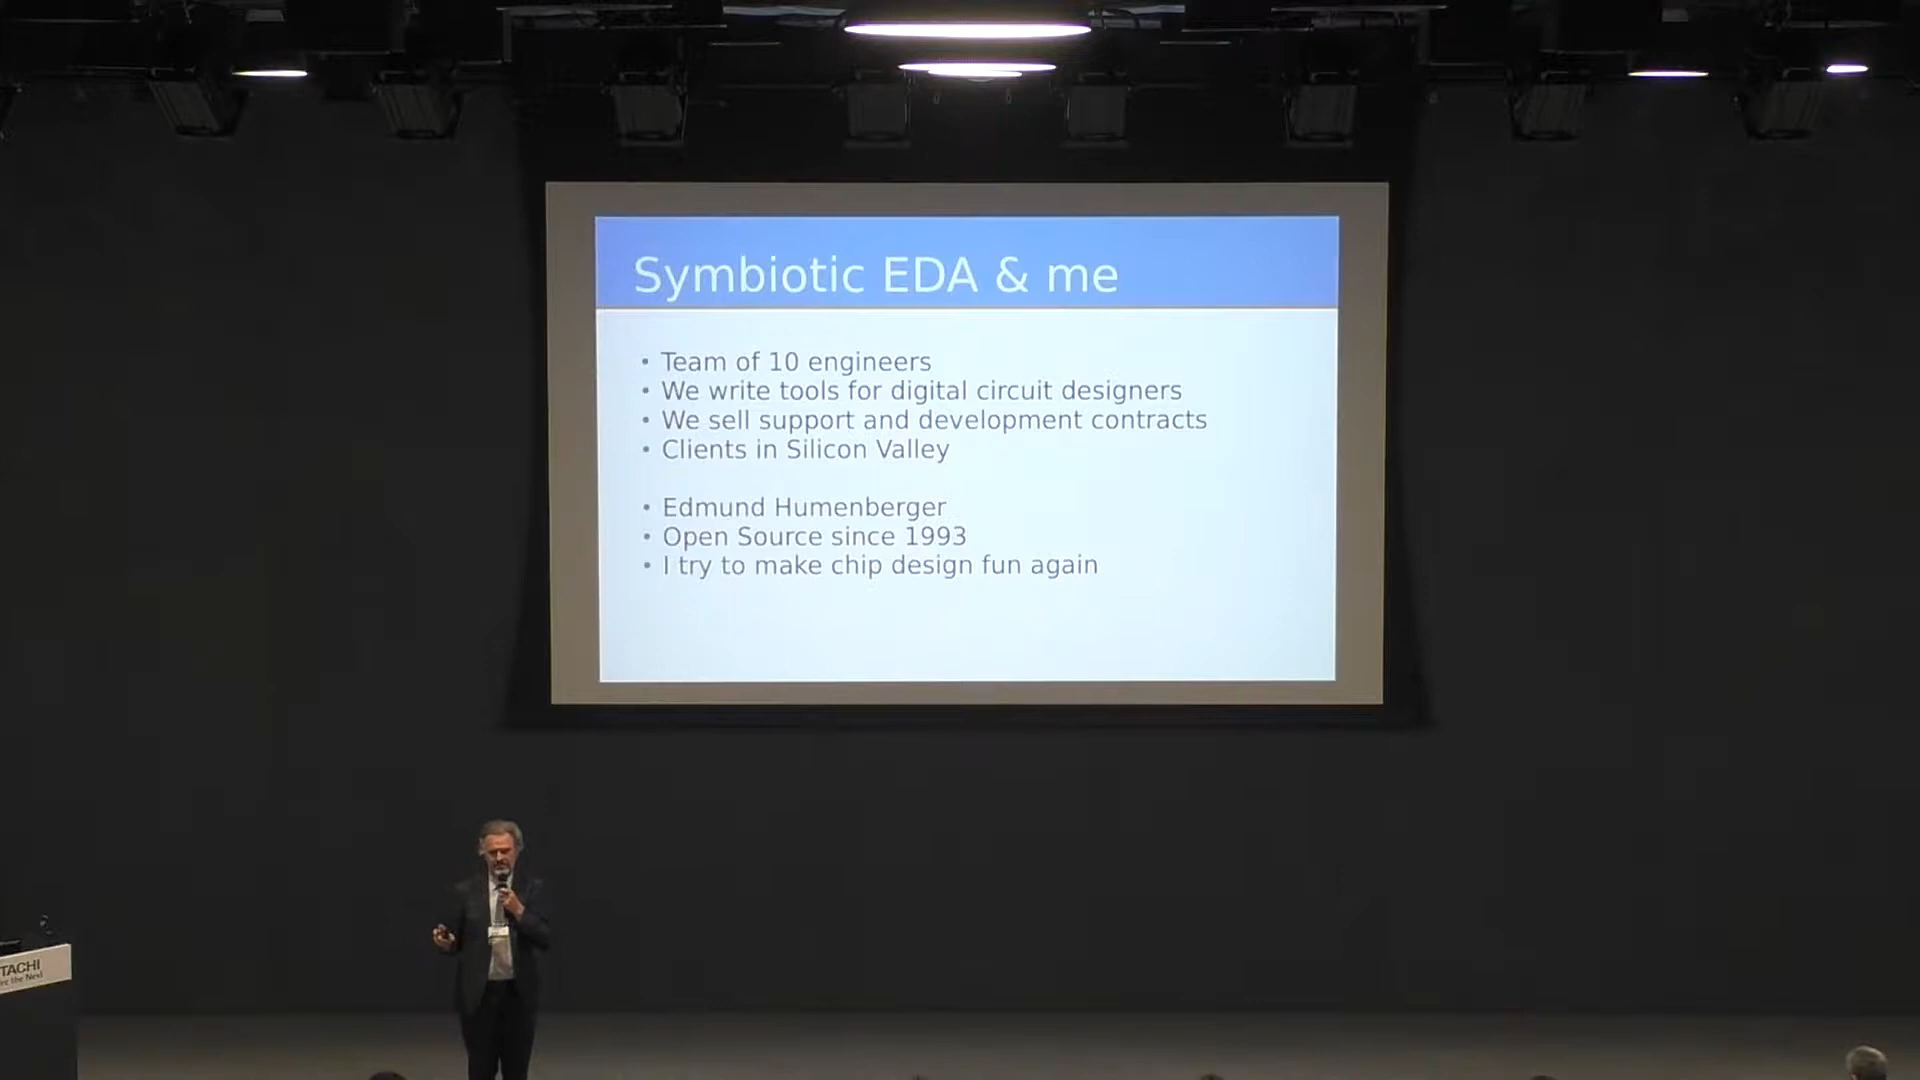 Symbiotic EDA & me
• Team of 10 engineers
• We write tools for digital circuit designers
• We sell support and development contracts
• Clients in Silicon Valley
• Edmund Humenberger
• Open Source since 1993
• I try to make chip design fun again
TACHI
the Next